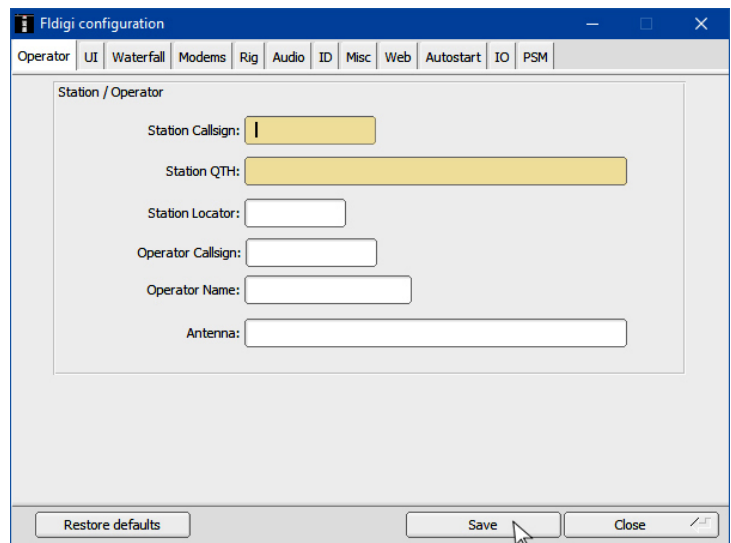 Fldigi configuration
Operator UI Waterfall Modems Rig Audio ID Misc Web Autostart IO PSM
Station / Operator
Station Callsign:
Station QTH:
Station Locator:
Operator Callsign:
Operator Name:
Antenna:
Restore defaults Save Close